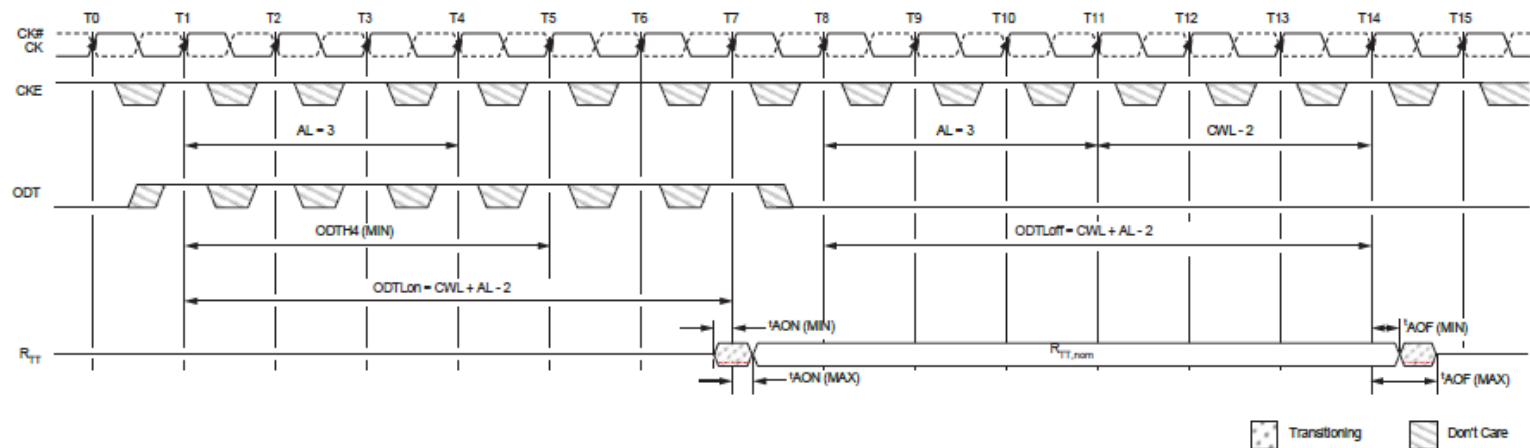 T0 T1 T2 T3 T4 T5 T6 T7 T8 T9 T10 T11 T12 T13 T14 T15
CK#
CK
CKE
AL = 3 AL = 3 CWL - 2
ODT
ODTH4 (MIN) ODTLoff = CWL + AL - 2
ODTLon = CWL + AL - 2
tAON (MIN) tAOF (MIN)
RTT RTT,nom
tAON (MAX) tAOF (MAX)
Transitioning Don't Care